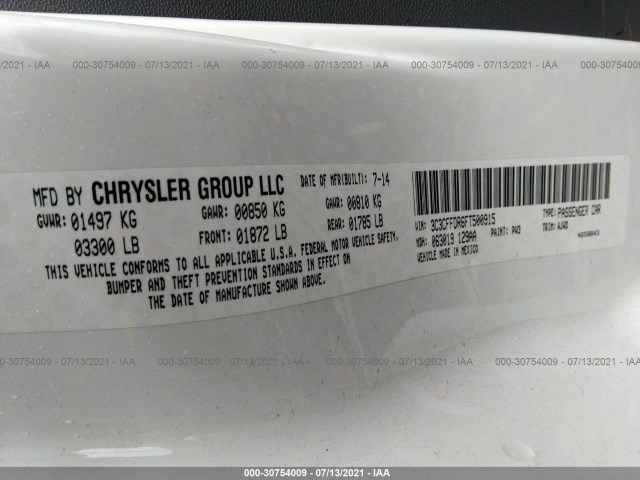 000-30754009 - 07/13/2021 - IAA 000-30754009 - 07/13/2021 - IAA 000-30754009 - 07/13/2021 - IAA 000-30754009 - 07/13/2021 - IAA
MFD BY CHRYSLER GROUP LLC
DATE OF MFR(BUILT): 7-14
GVWR: 01497 KG GAWR: 00850 KG GAWR: 00810 KG
03300 LB FRONT: 01872 LB REAR: 01785 LB
THIS VEHICLE CONFORMS TO ALL APPLICABLE U.S.A. FEDERAL MOTOR VEHICLE SAFETY,
BUMPER AND THEFT PREVENTION STANDARDS IN EFFECT ON
THE DATE OF MANUFACTURE SHOWN ABOVE.
VIN: 3C3CFFDR6FT500915 TYPE: PASSENGER CAR
MDH: 063019 129AA PAINT: PW3 TRIM: AJW8
VEHICLE MADE IN MEXICO
000-30754009 - 07/13/2021 - IAA 000-30754009 - 07/13/2021 - IAA 000-30754009 - 07/13/2021 - IAA 000-30754009 - 07/13/2021 - IAA
000-30754009 - 07/13/2021 - IAA